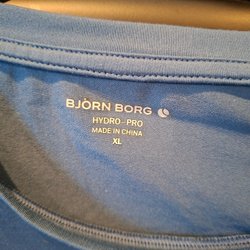 BJÖRN BORG
HYDRO-PRO
MADE IN CHINA
XL